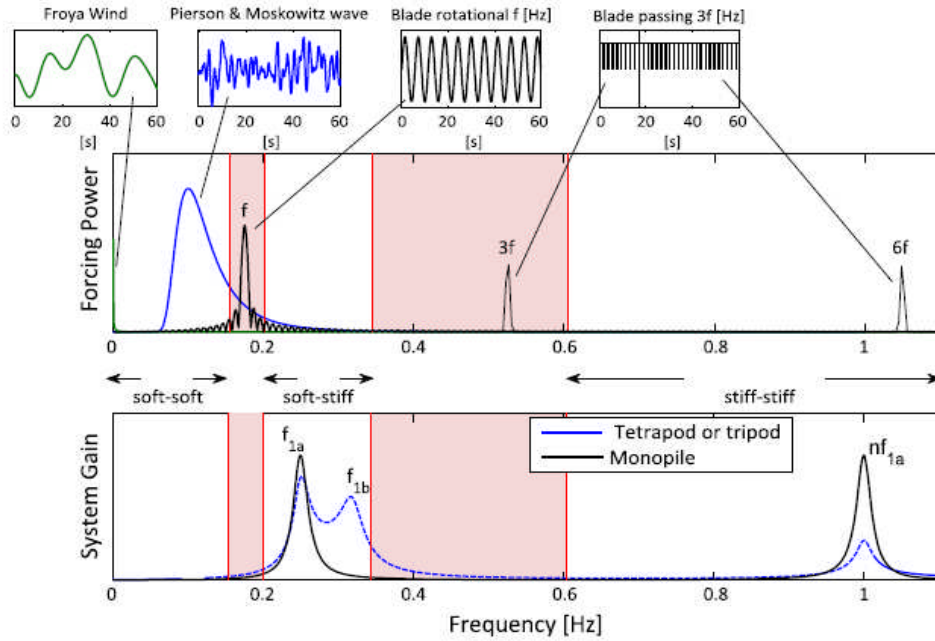 Froya Wind
Pierson & Moskowitz wave
Blade rotational f [Hz]
Blade passing 3f [Hz]
0 20 40 60
[s]
0 20 40 60
[s]
0 20 40 60
[s]
0 20 40 60
[s]
Forcing Power
f
3f
6f
0 0.2 0.4 0.6 0.8 1
soft-soft
soft-stiff
stiff-stiff
System Gain
f1a
f1b
nf1a
Tetrapod or tripod
Monopile
0 0.2 0.4 0.6 0.8 1
Frequency [Hz]